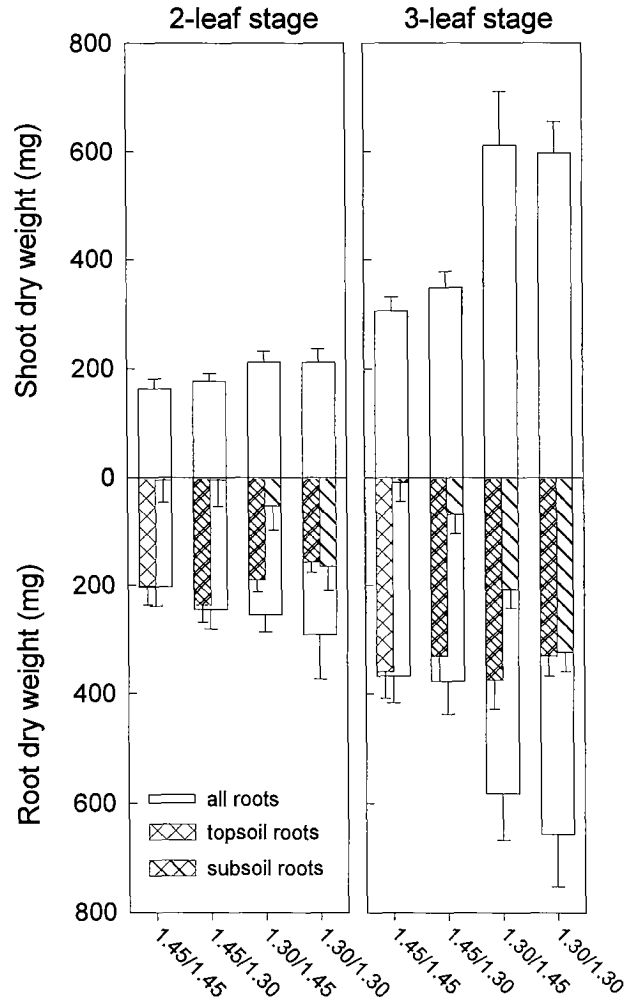 2-leaf stage 3-leaf stage
800
600
400
200
0
200
400
600
800
Shoot dry weight (mg)
Root dry weight (mg)
all roots
topsoil roots
subsoil roots
1.45/1.45 1.45/1.30 1.30/1.45 1.30/1.30 1.45/1.45 1.45/1.30 1.30/1.45 1.30/1.30